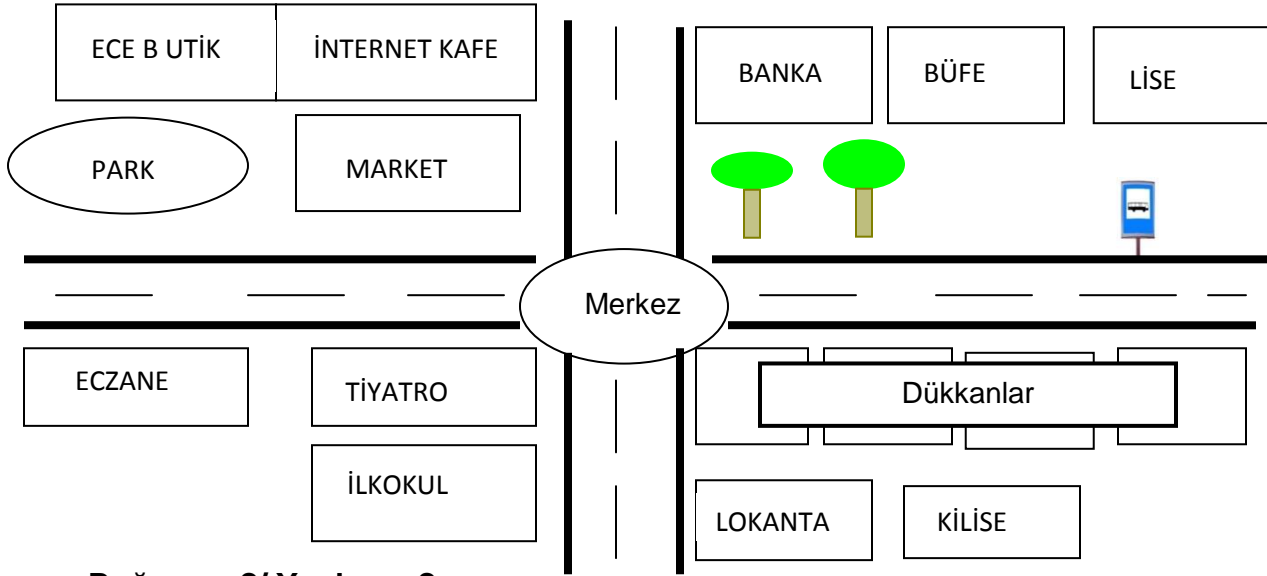 ECE B UTİK İNTERNET KAFE
BANKA BÜFE LİSE
PARK MARKET
Merkez
ECZANE TİYATRO
Dükkanlar
İLKOKUL
LOKANTA KİLİSE